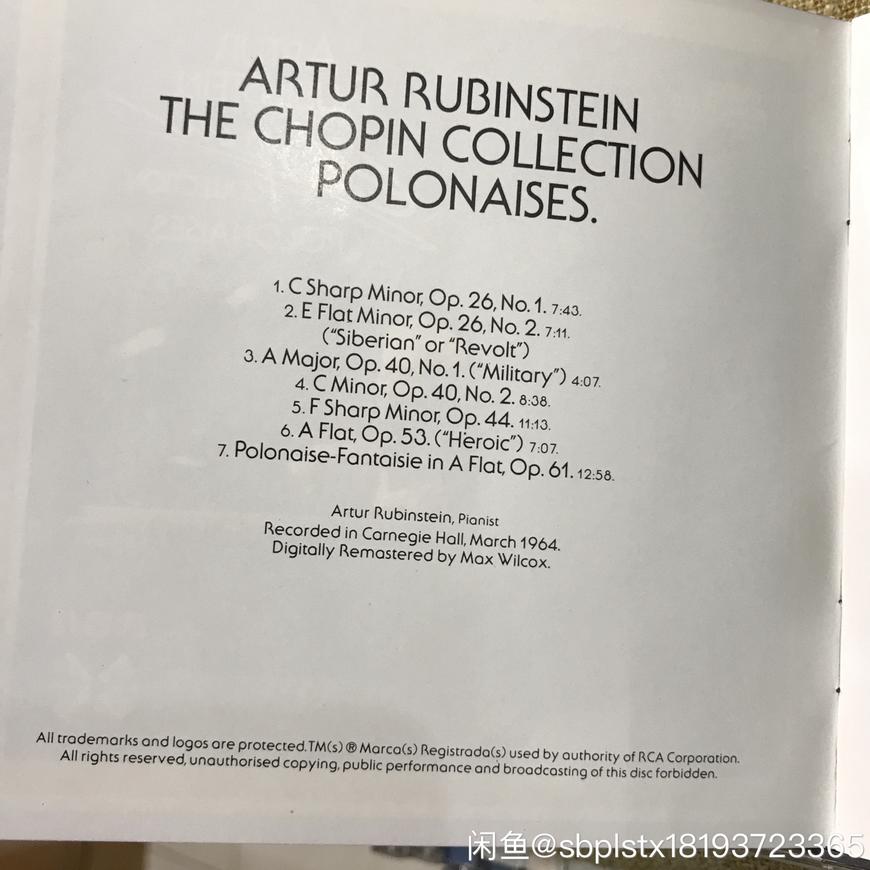 ARTUR RUBINSTEIN
THE CHOPIN COLLECTION
POLONAISES.
1. C Sharp Minor, Op. 26, No. 1. 7:43.
2. E Flat Minor, Op. 26, No. 2. 7:11.
("Siberian" or "Revolt")
3. A Major, Op. 40, No. 1. ("Military") 4:07.
4. C Minor, Op. 40, No. 2. 8:38.
5. F Sharp Minor, Op. 44. 11:13.
6. A Flat, Op. 53. ("Heroic") 7:07.
7. Polonaise-Fantaisie in A Flat, Op. 61. 12:58.
Artur Rubinstein, Pianist
Recorded in Carnegie Hall, March 1964.
Digitally Remastered by Max Wilcox.
All trademarks and logos are protected. TM(s) ® Marca(s) Registrada(s) used by authority of RCA Corporation.
All rights reserved, unauthorised copying, public performance and broadcasting of this disc forbidden.
闲鱼@sbplstx18193723365